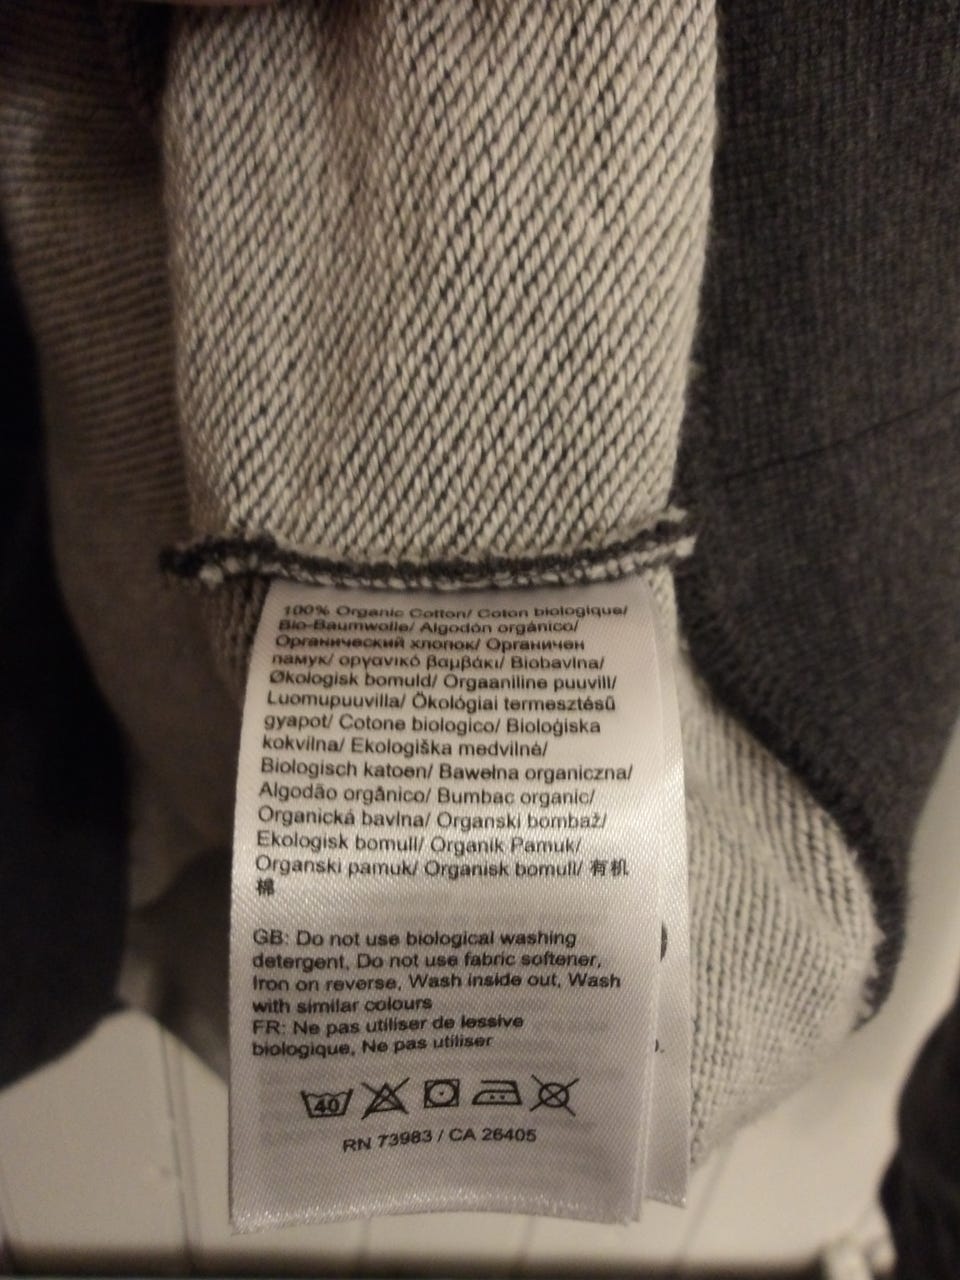 100% Organic Cotton/ Coton biologique/
Bio-Baumwolle/ Algodón orgánico/
Органический хлопок/ Органичен
памук/ οργανικό βαμβάκι/ Biobavlna/
Økologisk bomuld/ Orgaaniline puuvill/
Luomupuuvilla/ Ökológiai termesztésű
gyapot/ Cotone biologico/ Bioloģiska
kokvilna/ Ekologiška medvilnė/
Biologisch katoen/ Bawełna organiczna/
Algodão orgânico/ Bumbac organic/
Organická bavlna/ Organski bombaž/
Ekologisk bomull/ Organik Pamuk/
Organski pamuk/ Organisk bomull/ 有机
棉
GB: Do not use biological washing
detergent, Do not use fabric softener,
Iron on reverse, Wash inside out, Wash
with similar colours
FR: Ne pas utiliser de lessive
biologique, Ne pas utiliser
40
RN 73983 / CA 26405